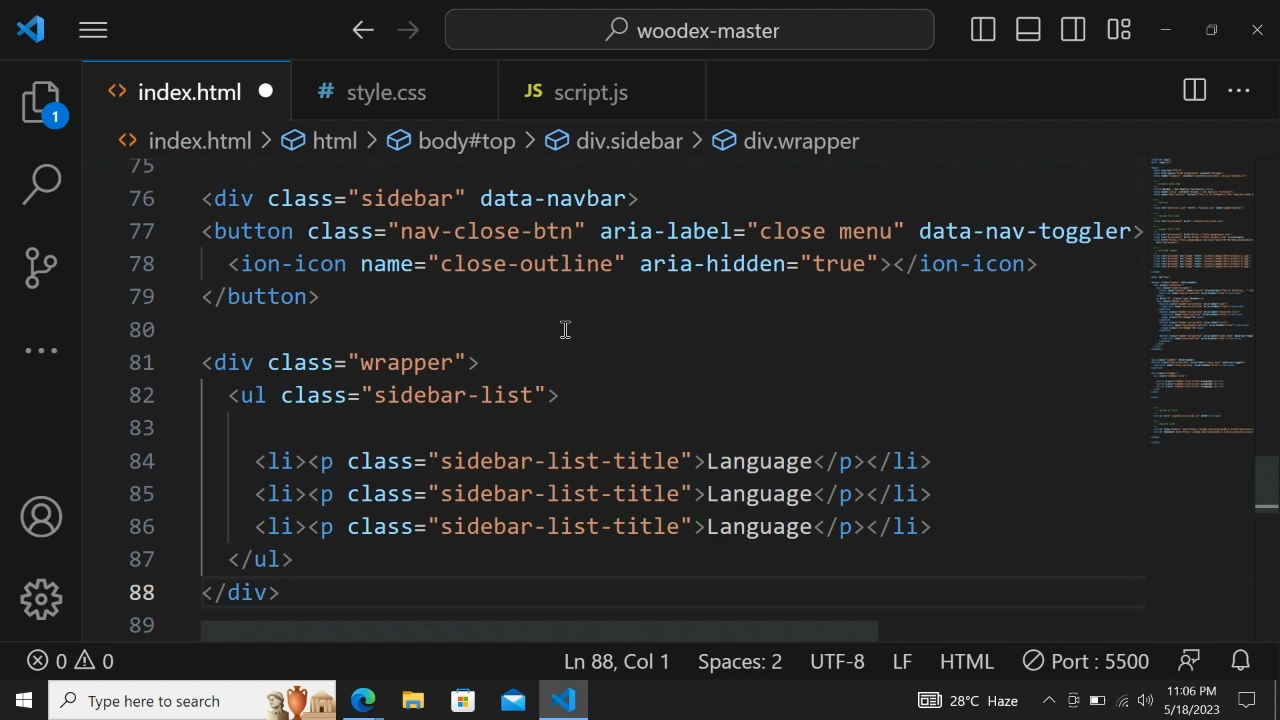 woodex-master
index.html
# style.css
JS script.js
index.html > html > body#top > div.sidebar > div.wrapper
1
75
76 <div class="sidebar" data-navbar>
77 <button class="nav-close-btn" aria-label="close menu" data-nav-toggler>
78 <ion-icon name="close-outline" aria-hidden="true"></ion-icon>
79 </button>
80
81 <div class="wrapper">
82 <ul class="sidebar-list">
83
84 <li><p class="sidebar-list-title">Language</p></li>
85 <li><p class="sidebar-list-title">Language</p></li>
86 <li><p class="sidebar-list-title">Language</p></li>
87 </ul>
88 </div>
89
0 0 Ln 88, Col 1 Spaces: 2 UTF-8 LF HTML Port : 5500
Type here to search 28°C Haze 11:06 PM
5/18/2023